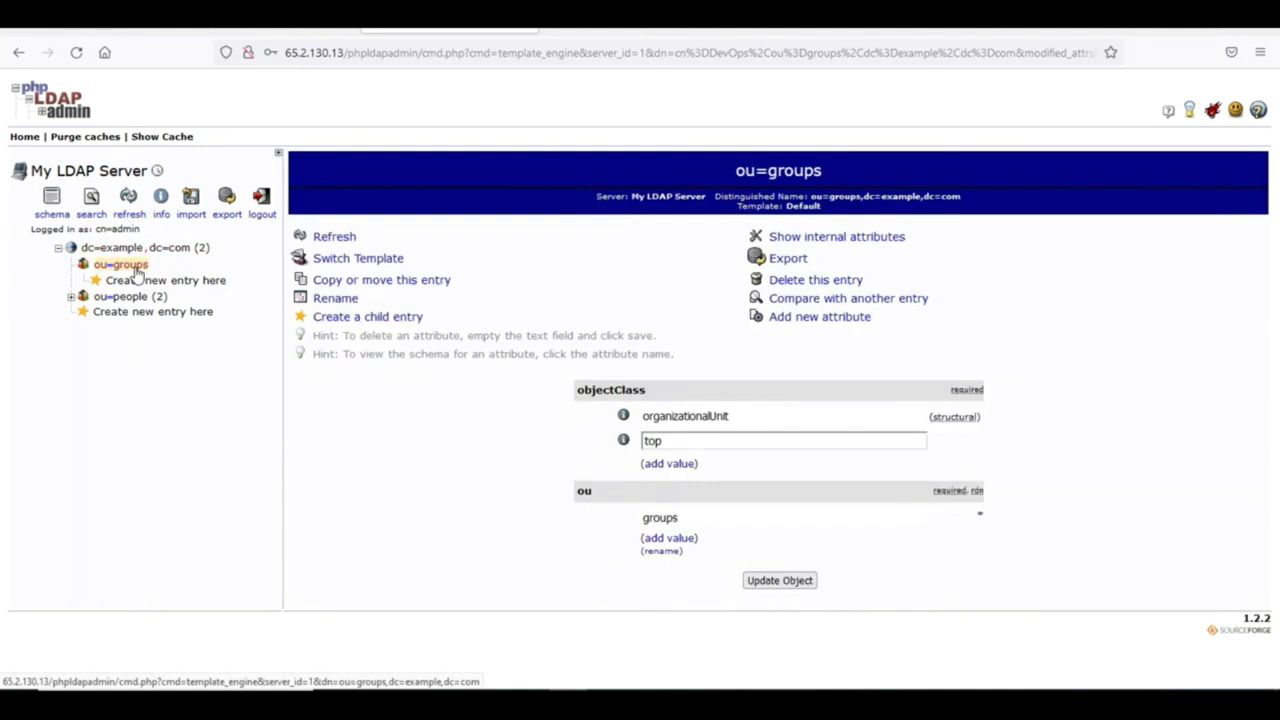 65.2.130.13/phpldapadmin/cmd.php?cmd=template_engine&server_id=1&dn=cn%3DDevOps%2Cou%3Dgroups%2Cdc%3Dexample%2Cdc%3Dcom&modified_attrs
php
LDAP
admin
Home | Purge caches | Show Cache
My LDAP Server
schema search refresh info import export logout
Logged in as: cn=admin
dc=example, dc=com (2)
ou=groups
Create new entry here
ou=people (2)
Create new entry here
ou=groups
Server: My LDAP Server Distinguished Name: ou=groups,dc=example,dc=com
Template: Default
Refresh
Switch Template
Copy or move this entry
Rename
Create a child entry
Show internal attributes
Export
Delete this entry
Compare with another entry
Add new attribute
Hint: To delete an attribute, empty the text field and click save.
Hint: To view the schema for an attribute, click the attribute name.
objectClass required
organizationalUnit (structural)
top
(add value)
ou required, rdn
groups *
(add value)
(rename)
Update Object
1.2.2
SOURCEFORGE
65.2.130.13/phpldapadmin/cmd.php?cmd=template_engine&server_id=1&dn=ou=groups,dc=example,dc=com